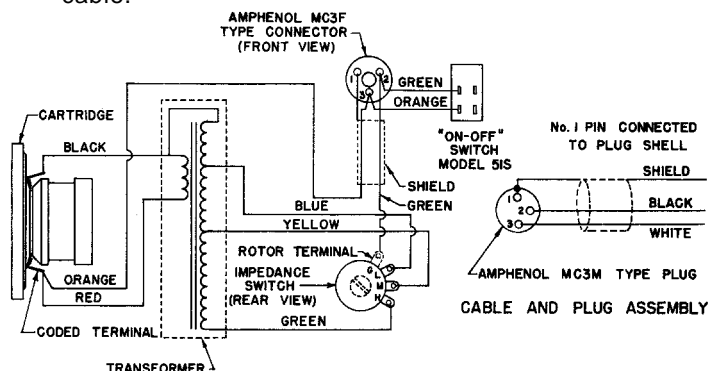 cable.
AMPHENOL MC3F
TYPE CONNECTOR
(FRONT VIEW)
1 2
3
GREEN
ORANGE
"ON-OFF"
SWITCH
MODEL 51S
CARTRIDGE
BLACK
No. 1 PIN CONNECTED
TO PLUG SHELL
SHIELD
1
2
3
BLACK
WHITE
SHIELD
GREEN
BLUE
YELLOW
ROTOR TERMINAL
IMPEDANCE
SWITCH
(REAR VIEW)
G L
M
H
ORANGE
RED
GREEN
AMPHENOL MC3M TYPE PLUG
CABLE AND PLUG ASSEMBLY
CODED TERMINAL
TRANSFORMER